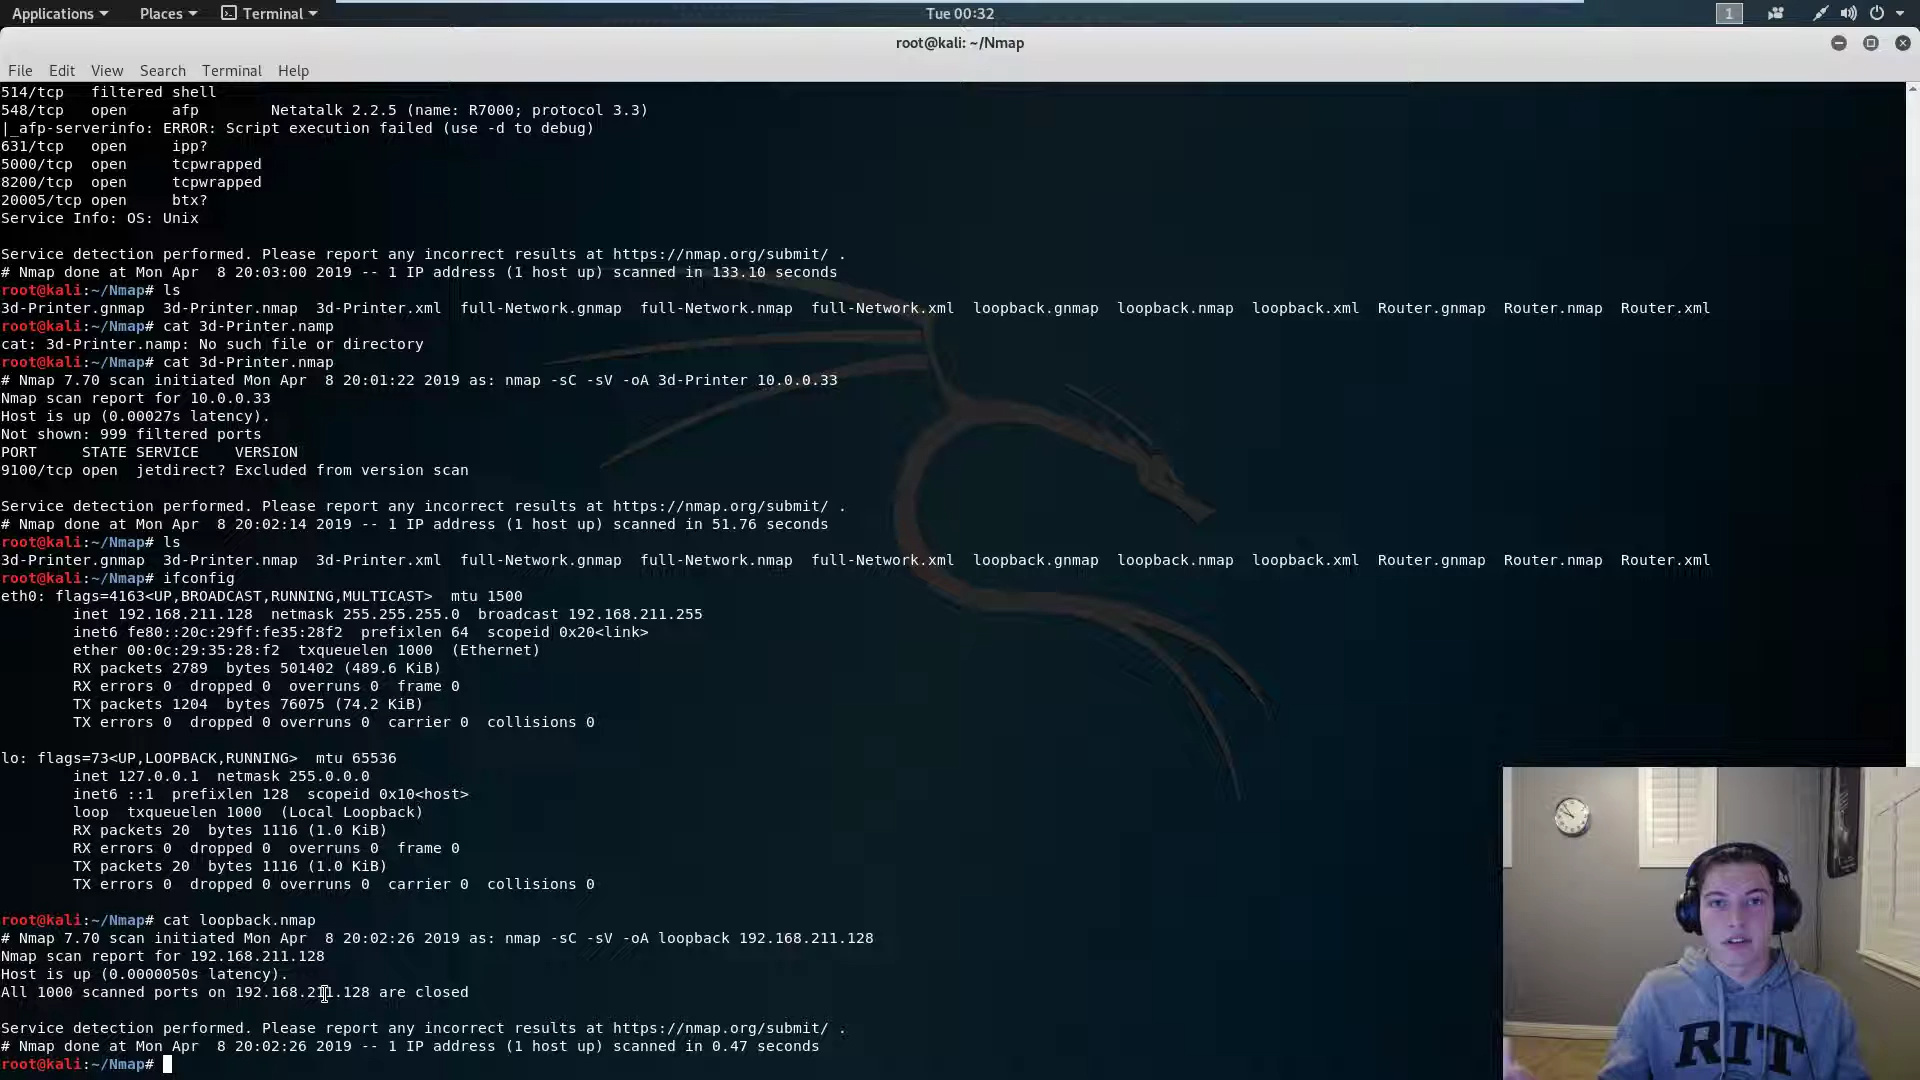 Applications Places Terminal Tue 00:32 1
root@kali: ~/Nmap
File Edit View Search Terminal Help
514/tcp   filtered shell
548/tcp   open     afp        Netatalk 2.2.5 (name: R7000; protocol 3.3)
|_afp-serverinfo: ERROR: Script execution failed (use -d to debug)
631/tcp   open     ipp?
5000/tcp  open     tcpwrapped
8200/tcp  open     tcpwrapped
20005/tcp open     btx?
Service Info: OS: Unix
Service detection performed. Please report any incorrect results at https://nmap.org/submit/ .
# Nmap done at Mon Apr  8 20:03:00 2019 -- 1 IP address (1 host up) scanned in 133.10 seconds
root@kali:~/Nmap# ls
3d-Printer.gnmap  3d-Printer.nmap  3d-Printer.xml  full-Network.gnmap  full-Network.nmap  full-Network.xml  loopback.gnmap  loopback.nmap  loopback.xml  Router.gnmap  Router.nmap  Router.xml
root@kali:~/Nmap# cat 3d-Printer.namp
cat: 3d-Printer.namp: No such file or directory
root@kali:~/Nmap# cat 3d-Printer.nmap
# Nmap 7.70 scan initiated Mon Apr  8 20:01:22 2019 as: nmap -sC -sV -oA 3d-Printer 10.0.0.33
Nmap scan report for 10.0.0.33
Host is up (0.00027s latency).
Not shown: 999 filtered ports
PORT     STATE SERVICE    VERSION
9100/tcp open  jetdirect? Excluded from version scan
Service detection performed. Please report any incorrect results at https://nmap.org/submit/ .
# Nmap done at Mon Apr  8 20:02:14 2019 -- 1 IP address (1 host up) scanned in 51.76 seconds
root@kali:~/Nmap# ls
3d-Printer.gnmap  3d-Printer.nmap  3d-Printer.xml  full-Network.gnmap  full-Network.nmap  full-Network.xml  loopback.gnmap  loopback.nmap  loopback.xml  Router.gnmap  Router.nmap  Router.xml
root@kali:~/Nmap# ifconfig
eth0: flags=4163<UP,BROADCAST,RUNNING,MULTICAST>  mtu 1500
        inet 192.168.211.128  netmask 255.255.255.0  broadcast 192.168.211.255
        inet6 fe80::20c:29ff:fe35:28f2  prefixlen 64  scopeid 0x20<link>
        ether 00:0c:29:35:28:f2  txqueuelen 1000  (Ethernet)
        RX packets 2789  bytes 501402 (489.6 KiB)
        RX errors 0  dropped 0  overruns 0  frame 0
        TX packets 1204  bytes 76075 (74.2 KiB)
        TX errors 0  dropped 0 overruns 0  carrier 0  collisions 0
lo: flags=73<UP,LOOPBACK,RUNNING>  mtu 65536
        inet 127.0.0.1  netmask 255.0.0.0
        inet6 ::1  prefixlen 128  scopeid 0x10<host>
        loop  txqueuelen 1000  (Local Loopback)
        RX packets 20  bytes 1116 (1.0 KiB)
        RX errors 0  dropped 0  overruns 0  frame 0
        TX packets 20  bytes 1116 (1.0 KiB)
        TX errors 0  dropped 0 overruns 0  carrier 0  collisions 0
root@kali:~/Nmap# cat loopback.nmap
# Nmap 7.70 scan initiated Mon Apr  8 20:02:26 2019 as: nmap -sC -sV -oA loopback 192.168.211.128
Nmap scan report for 192.168.211.128
Host is up (0.0000050s latency).
All 1000 scanned ports on 192.168.211.128 are closed
Service detection performed. Please report any incorrect results at https://nmap.org/submit/ .
# Nmap done at Mon Apr  8 20:02:26 2019 -- 1 IP address (1 host up) scanned in 0.47 seconds
root@kali:~/Nmap#
RIT